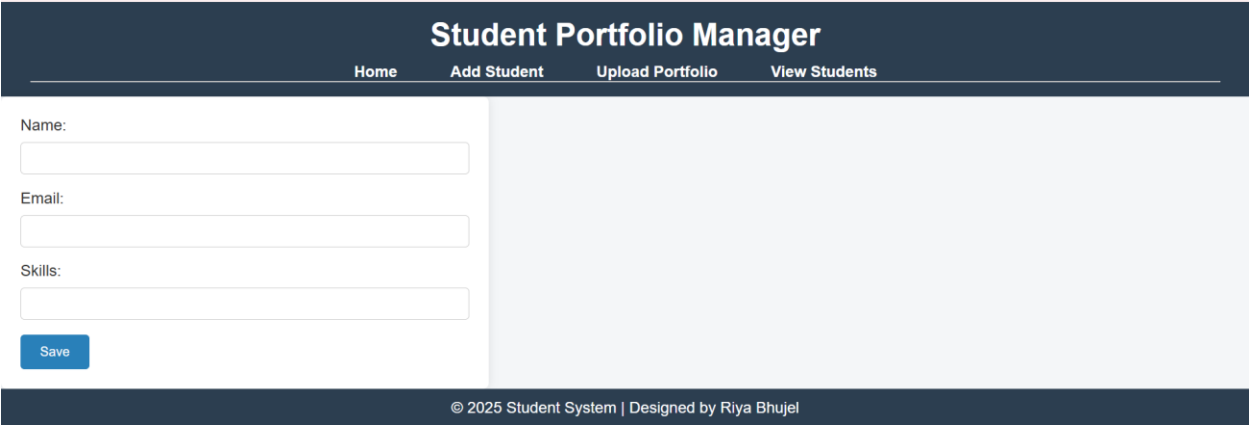 Student Portfolio Manager
Home Add Student Upload Portfolio View Students
Name:
Email:
Skills:
Save
© 2025 Student System | Designed by Riya Bhujel